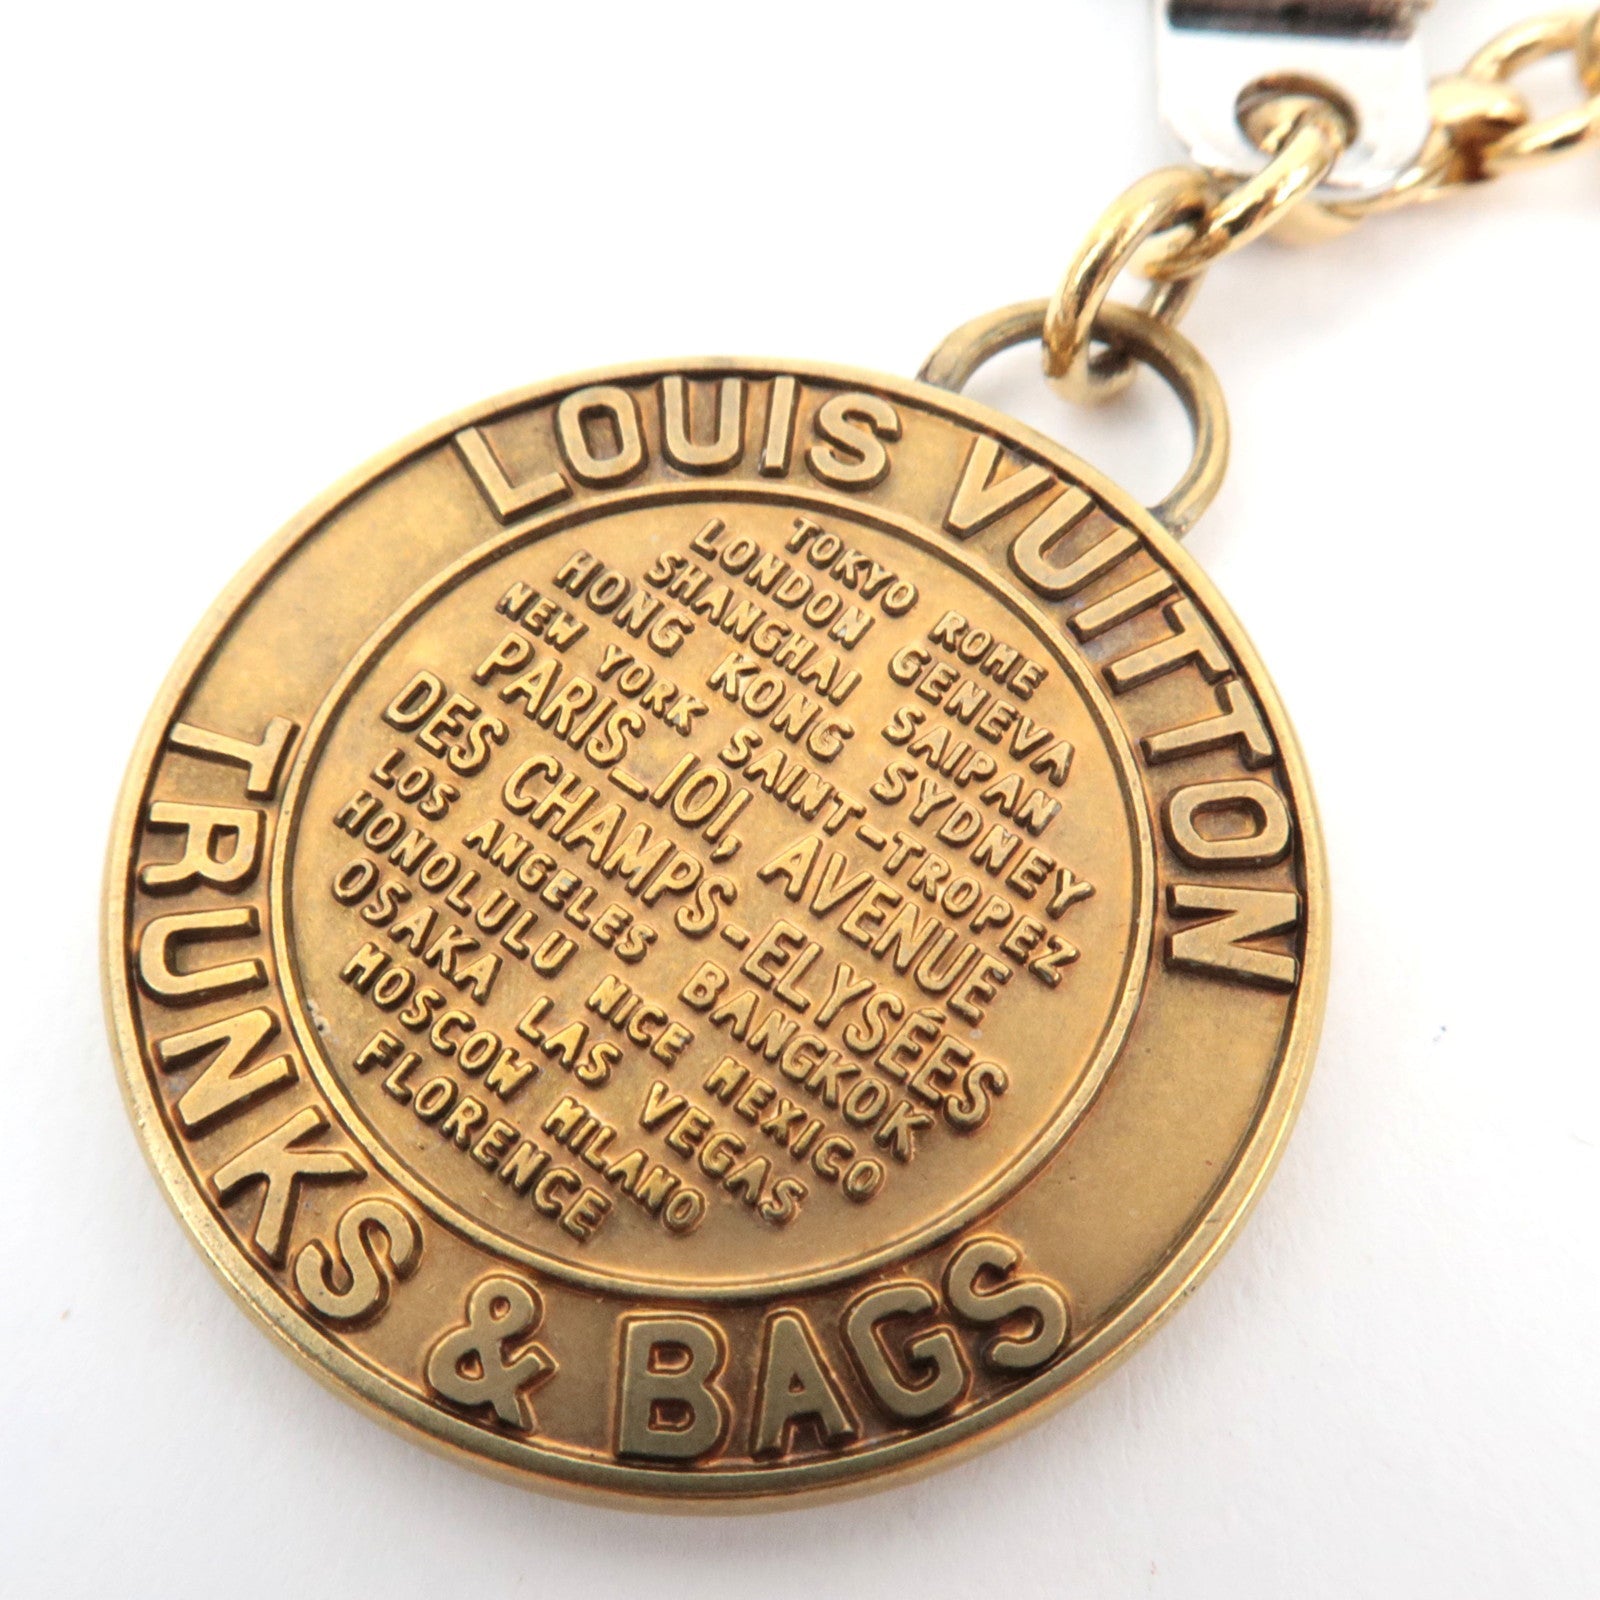 LOUIS VUITTON
TOKYO ROME
LONDON GENEVA
SHANGHAI SAIPAN
HONG KONG SYDNEY
NEW YORK SAINT-TROPEZ
PARIS_101, AVENUE
DES CHAMPS-ELYSÉES
LOS ANGELES BANGKOK
HONOLULU NICE MEXICO
OSAKA LAS VEGAS
MOSCOW MILANO
FLORENCE
TRUNKS & BAGS